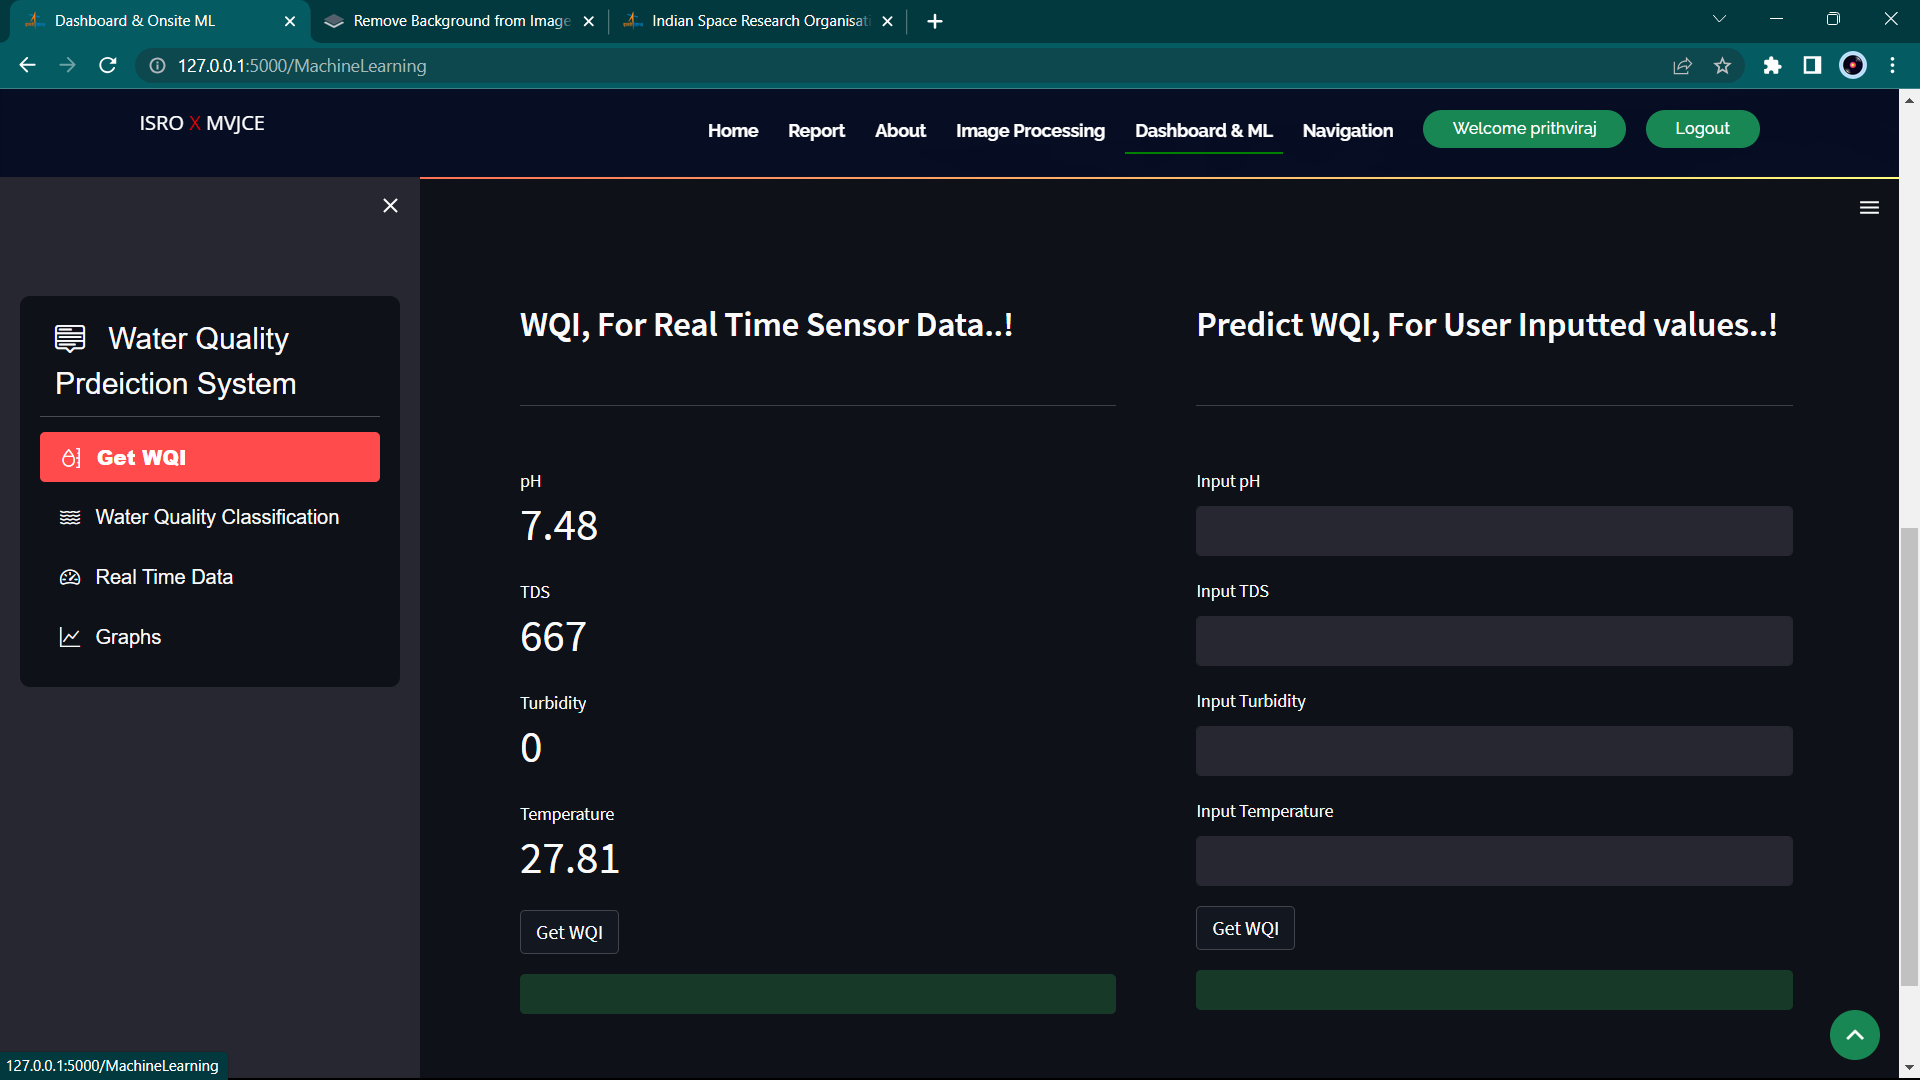 Dashboard & Onsite ML
Remove Background from Image
Indian Space Research Organisati
127.0.0.1:5000/MachineLearning
ISRO X MVJCE
Home Report About Image Processing Dashboard & ML Navigation Welcome prithviraj Logout
Water Quality
Prdeiction System
Get WQI
Water Quality Classification
Real Time Data
Graphs
WQI, For Real Time Sensor Data..!
pH
7.48
TDS
667
Turbidity
0
Temperature
27.81
Get WQI
Predict WQI, For User Inputted values..!
Input pH
Input TDS
Input Turbidity
Input Temperature
Get WQI
127.0.0.1:5000/MachineLearning